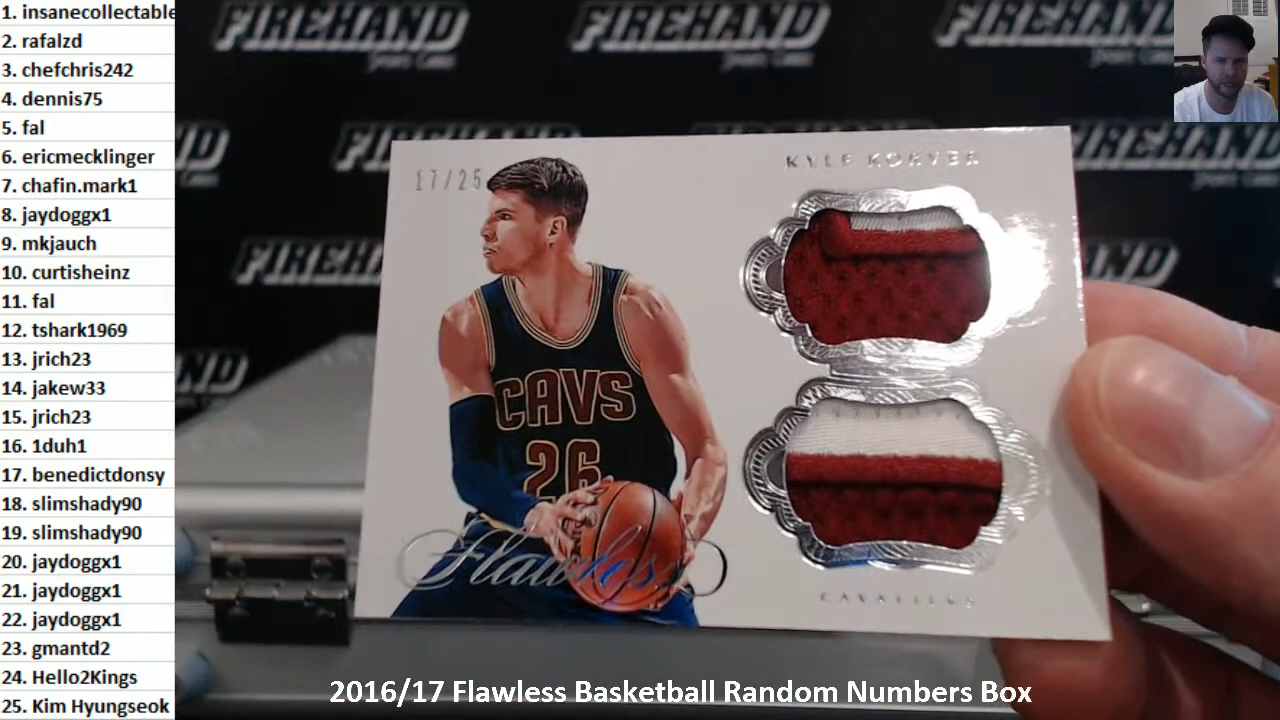 1. insanecollectable
2. rafalzd
3. chefchris242
4. dennis75
5. fal
6. ericmecklinger
7. chafin.mark1
8. jaydoggx1
9. mkjauch
10. curtisheinz
11. fal
12. tshark1969
13. jrich23
14. jakew33
15. jrich23
16. 1duh1
17. benedictdonsy
18. slimshady90
19. slimshady90
20. jaydoggx1
21. jaydoggx1
22. jaydoggx1
23. gmantd2
24. Hello2Kings
25. Kim Hyungseok
FIREHAND
FIREHAND
FIREHAND
FIREHAND
17/25
KYLE KORVER
CAVS
26
Flawless
CAVALIERS
2016/17 Flawless Basketball Random Numbers Box